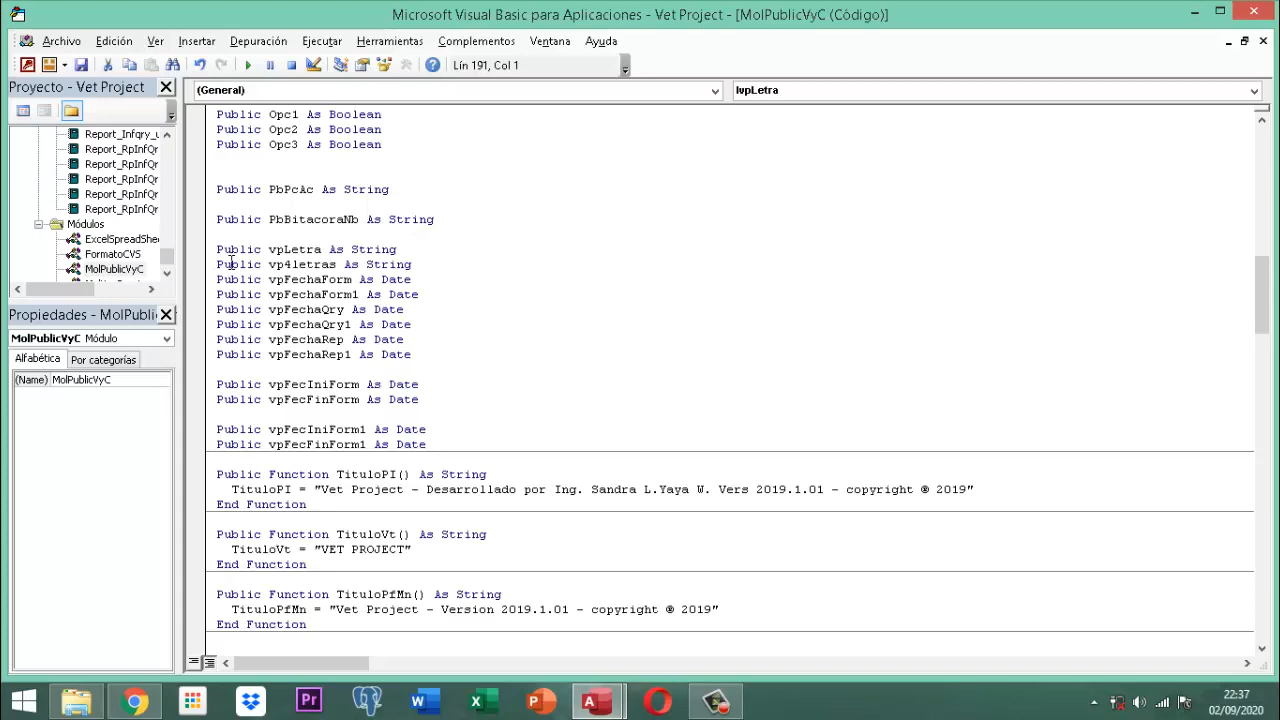 Microsoft Visual Basic para Aplicaciones - Vet Project - [MolPublicVyC (Código)]
Archivo Edición Ver Insertar Depuración Ejecutar Herramientas Complementos Ventana Ayuda
Lín 191, Col 1
Proyecto - Vet Project
(General)
lvpLetra
Report_Infqry_u
Report_RpInfQr
Report_RpInfQr
Report_RpInfQr
Report_RpInfQr
Report_RpInfQr
Módulos
ExcelSpreadShe
FormatoCVS
MolPublicVyC
Propiedades - MolPubli
MolPublicVyC Módulo
Alfabética Por categorías
(Name) MolPublicVyC
Public Opc1 As Boolean
Public Opc2 As Boolean
Public Opc3 As Boolean
Public PbPcAc As String
Public PbBitacoraNb As String
Public vpLetra As String
Public vp4letras As String
Public vpFechaForm As Date
Public vpFechaForm1 As Date
Public vpFechaQry As Date
Public vpFechaQry1 As Date
Public vpFechaRep As Date
Public vpFechaRep1 As Date
Public vpFecIniForm As Date
Public vpFecFinForm As Date
Public vpFecIniForm1 As Date
Public vpFecFinForm1 As Date
Public Function TituloPI() As String
TituloPI = "Vet Project - Desarrollado por Ing. Sandra L.Yaya W. Vers 2019.1.01 - copyright ® 2019"
End Function
Public Function TituloVt() As String
TituloVt = "VET PROJECT"
End Function
Public Function TituloPfMn() As String
TituloPfMn = "Vet Project - Version 2019.1.01 - copyright ® 2019"
End Function
22:37
02/09/2020